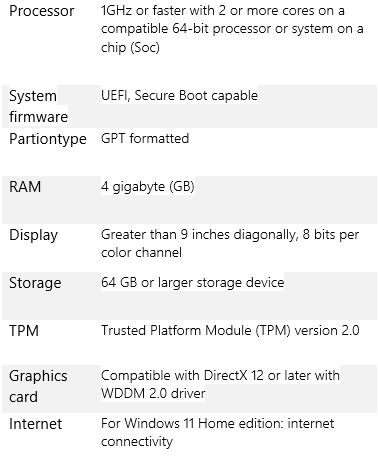 Processor 1GHz or faster with 2 or more cores on a
compatible 64-bit processor or system on a
chip (Soc)
System UEFI, Secure Boot capable
firmware
Partiontype GPT formatted
RAM 4 gigabyte (GB)
Display Greater than 9 inches diagonally, 8 bits per
color channel
Storage 64 GB or larger storage device
TPM Trusted Platform Module (TPM) version 2.0
Graphics Compatible with DirectX 12 or later with
card WDDM 2.0 driver
Internet For Windows 11 Home edition: internet
connectivity